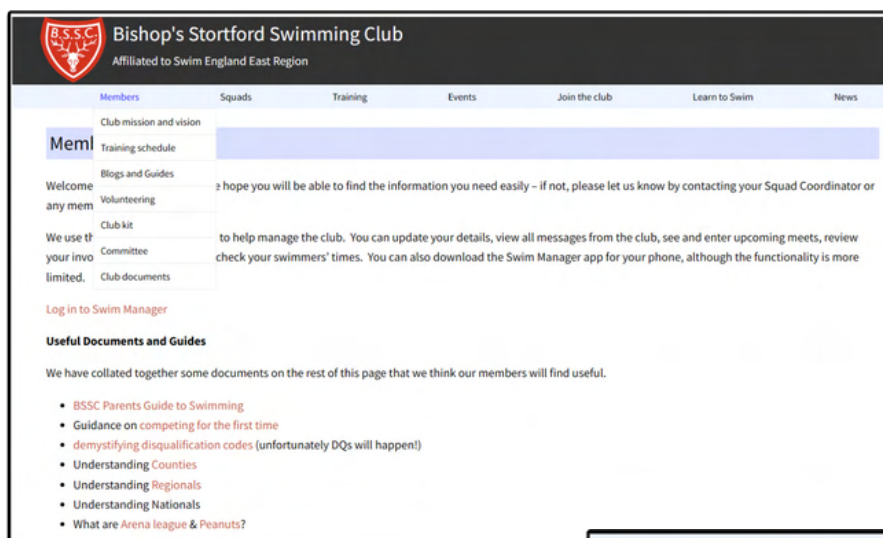 B.S.S.C.
Bishop's Stortford Swimming Club
Affiliated to Swim England East Region
Members Squads Training Events Join the club Learn to Swim News
Club mission and vision
Training schedule
Blogs and Guides
Volunteering
Club kit
Committee
Club documents
Memb
Welcome e hope you will be able to find the information you need easily – if not, please let us know by contacting your Squad Coordinator or
any mem
We use th to help manage the club. You can update your details, view all messages from the club, see and enter upcoming meets, review
your invo check your swimmers' times. You can also download the Swim Manager app for your phone, although the functionality is more
limited.
Log in to Swim Manager
Useful Documents and Guides
We have collated together some documents on the rest of this page that we think our members will find useful.
• BSSC Parents Guide to Swimming
• Guidance on competing for the first time
• demystifying disqualification codes (unfortunately DQs will happen!)
• Understanding Counties
• Understanding Regionals
• Understanding Nationals
• What are Arena league & Peanuts?